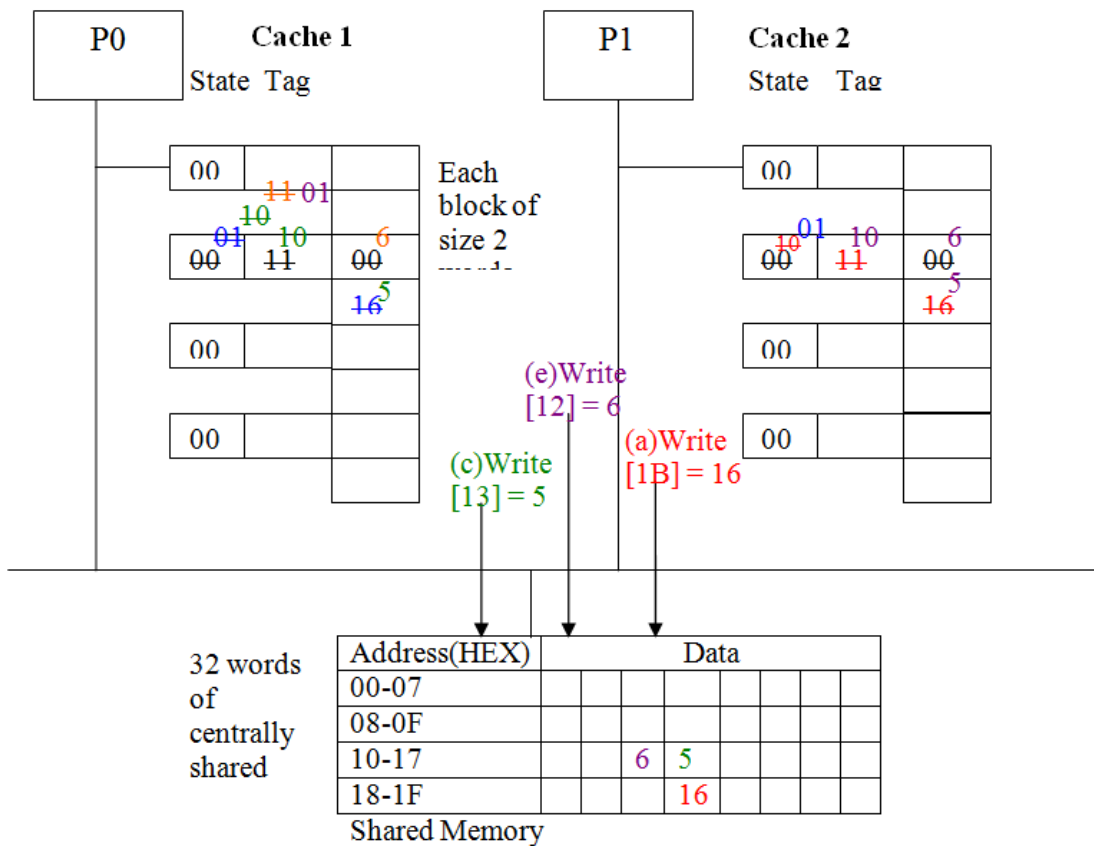 P0 Cache 1 P1 Cache 2
State Tag State Tag
00 00
Each
block of
size 2
11 01
10
01 10 6 10 01 10 6
00 11 00 00 11 00
16 5 16 5
00 00
(e)Write
[12] = 6
00 00
(a)Write
[1B] = 16
(c)Write
[13] = 5
32 words
of
centrally
shared
Address(HEX) Data
00-07
08-0F
10-17 6 5
18-1F 16
Shared Memory